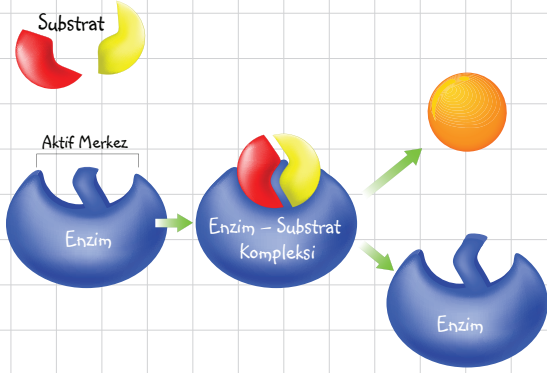 Substrat
Aktif Merkez
Enzim
Enzim – Substrat
Kompleksi
Enzim